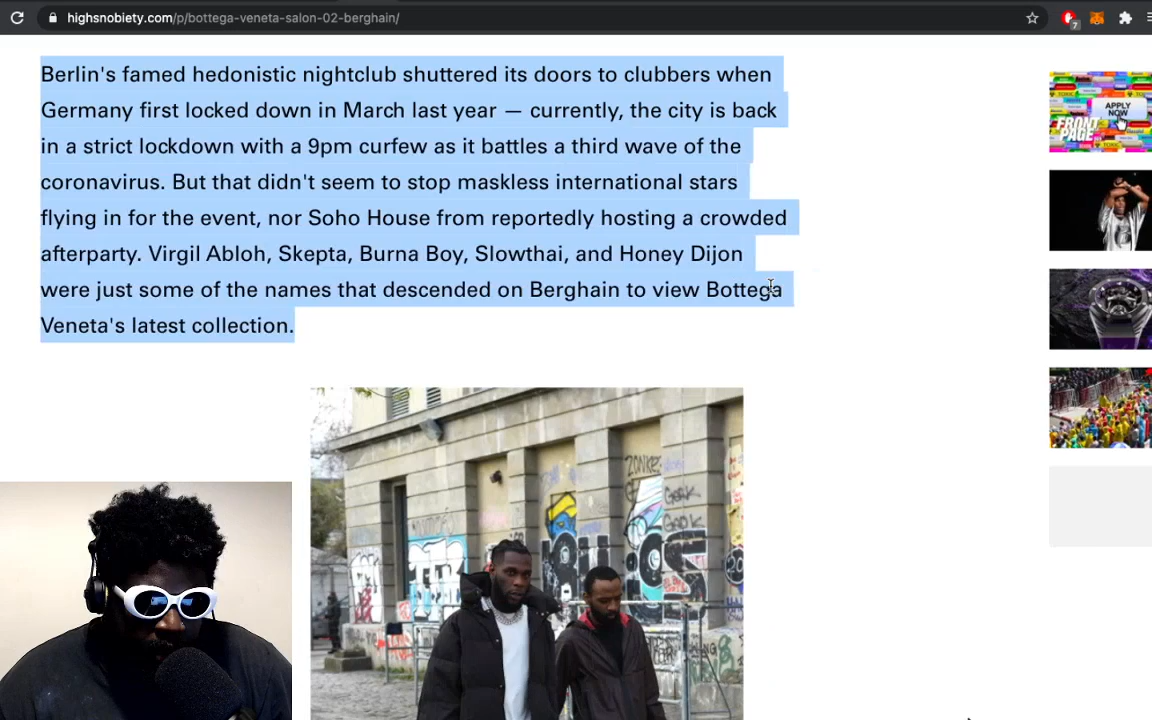 highsnobiety.com/p/bottega-veneta-salon-02-berghain/
7
Berlin's famed hedonistic nightclub shuttered its doors to clubbers when
Germany first locked down in March last year — currently, the city is back
in a strict lockdown with a 9pm curfew as it battles a third wave of the
coronavirus. But that didn't seem to stop maskless international stars
flying in for the event, nor Soho House from reportedly hosting a crowded
afterparty. Virgil Abloh, Skepta, Burna Boy, Slowthai, and Honey Dijon
were just some of the names that descended on Berghain to view Bottega
Veneta's latest collection.
TOXIC
APPLY
NOW
FRONT
PAGE
ZONKE